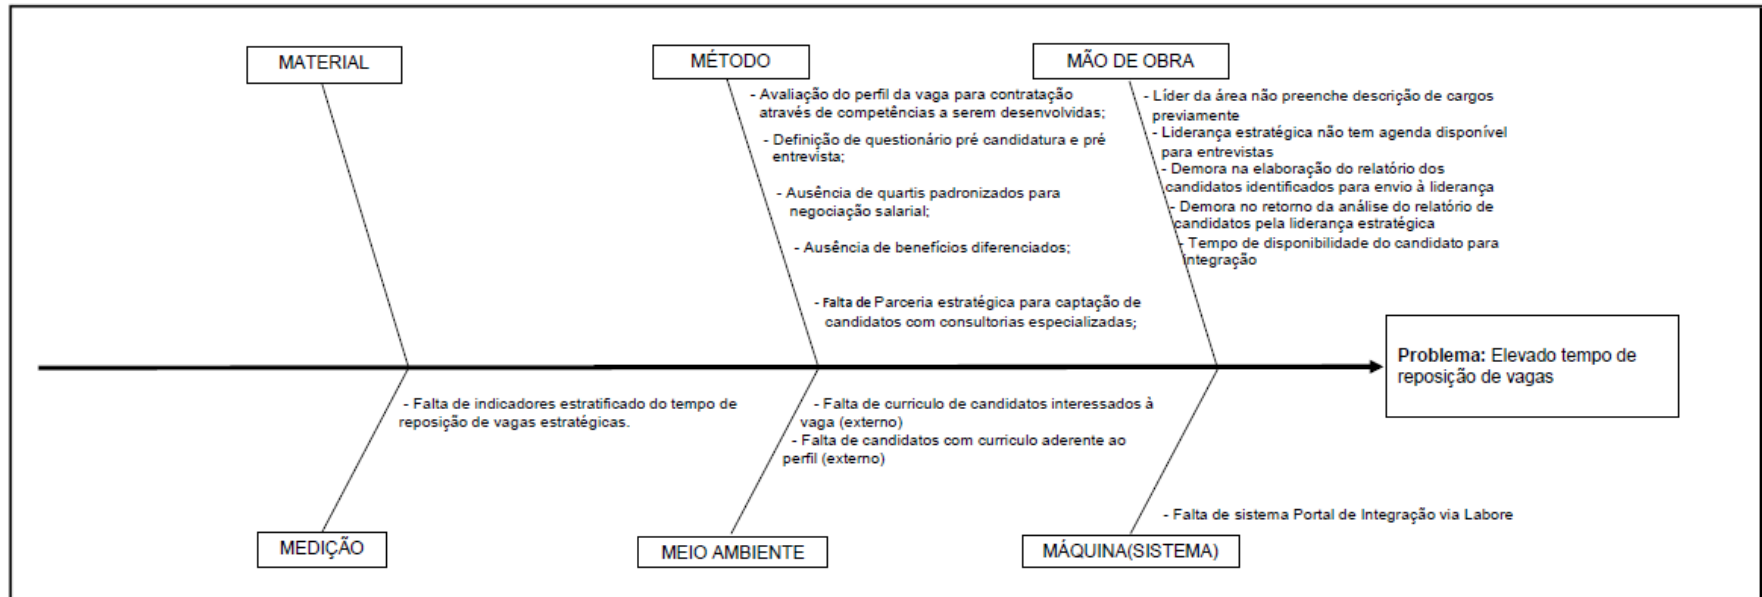 MATERIAL
MÉTODO
MÃO DE OBRA
- Avaliação do perfil da vaga para contratação
através de competências a serem desenvolvidas;
- Definição de questionário pré candidatura e pré
entrevista;
- Ausência de quartis padronizados para
negociação salarial;
- Ausência de benefícios diferenciados;
- Falta de Parceria estratégica para captação de
candidatos com consultorias especializadas;
- Líder da área não preenche descrição de cargos
previamente
- Liderança estratégica não tem agenda disponível
para entrevistas
- Demora na elaboração do relatório dos
candidatos identificados para envio à liderança
- Demora no retorno da análise do relatório de
candidatos pela liderança estratégica
- Tempo de disponibilidade do candidato para
integração
Problema: Elevado tempo de
reposição de vagas
- Falta de indicadores estratificado do tempo de
reposição de vagas estratégicas.
- Falta de curriculo de candidatos interessados à
vaga (externo)
- Falta de candidatos com curriculo aderente ao
perfil (externo)
- Falta de sistema Portal de Integração via Labore
MEDIÇÃO
MEIO AMBIENTE
MÁQUINA(SISTEMA)